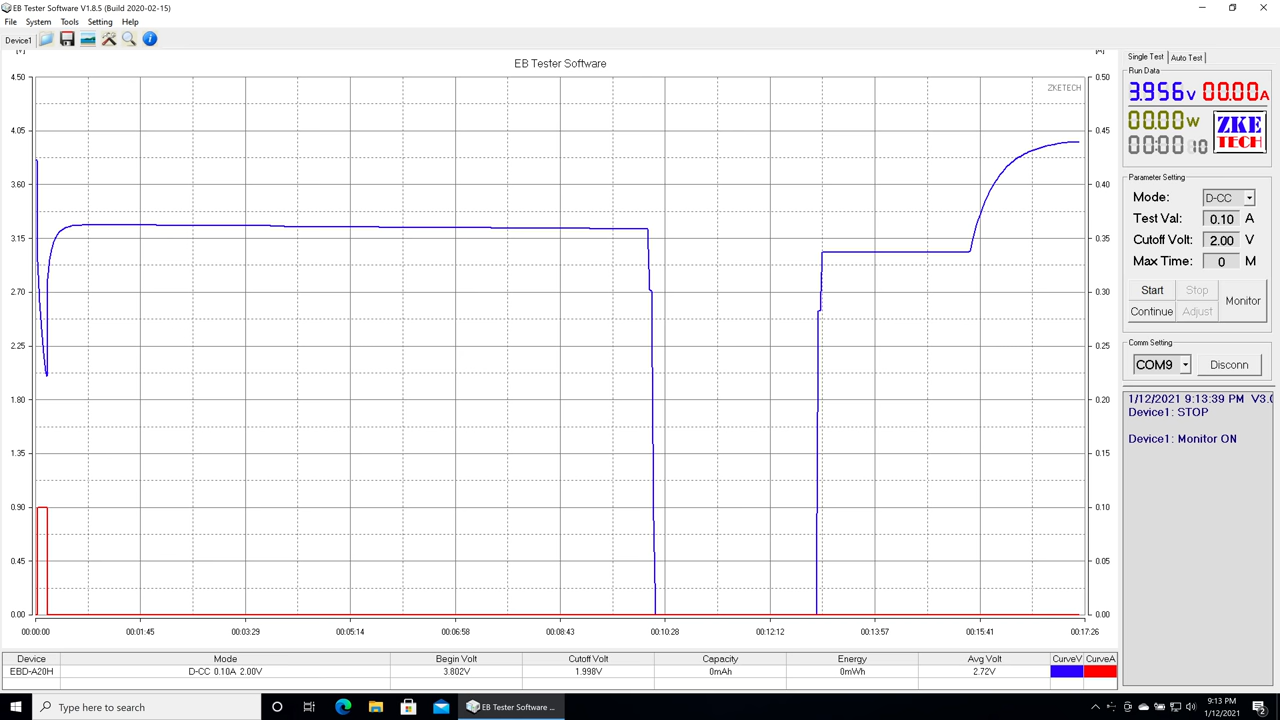 EB Tester Software V1.8.5 (Build 2020-02-15)
File System Tools Setting Help
Device1
EB Tester Software
ZKETECH
4.50
4.05
3.60
3.15
2.70
2.25
1.80
1.35
0.90
0.45
0.00
0.50
0.45
0.40
0.35
0.30
0.25
0.20
0.15
0.10
0.05
0.00
00:00:00 00:01:45 00:03:29 00:05:14 00:06:58 00:08:43 00:10:28 00:12:12 00:13:57 00:15:41 00:17:26
Single Test Auto Test
Run Data
3.956V 00.00A
00.00W
00:00 10
ZKE
TECH
Parameter Setting
Mode: D-CC
Test Val: 0.10 A
Cutoff Volt: 2.00 V
Max Time: 0 M
Start Stop Monitor
Continue Adjust
Comm Setting
COM9 Disconn
1/12/2021 9:13:39 PM V3.0
Device1: STOP
Device1: Monitor ON
Device Mode Begin Volt Cutoff Volt Capacity Energy Avg Volt CurveV CurveA
EBD-A20H D-CC 0.10A 2.00V 3.802V 1.998V 0mAh 0mWh 2.72V
Type here to search
EB Tester Software ...
9:13 PM
1/12/2021
2